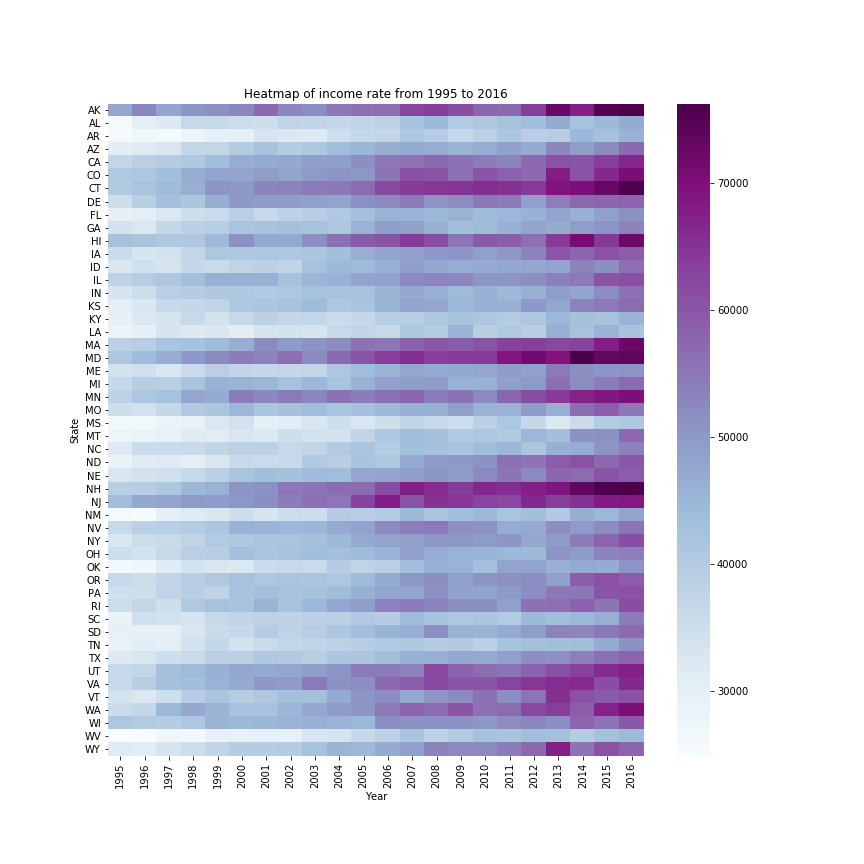 Heatmap of income rate from 1995 to 2016
State
AK
AL
AR
AZ
CA
CO
CT
DE
FL
GA
HI
IA
ID
IL
IN
KS
KY
LA
MA
MD
ME
MI
MN
MO
MS
MT
NC
ND
NE
NH
NJ
NM
NV
NY
OH
OK
OR
PA
RI
SC
SD
TN
TX
UT
VA
VT
WA
WI
WV
WY
1995 1996 1997 1998 1999 2000 2001 2002 2003 2004 2005 2006 2007 2008 2009 2010 2011 2012 2013 2014 2015 2016
Year
70000
60000
50000
40000
30000